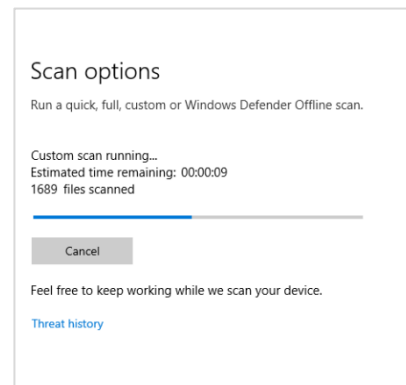 Scan options
Run a quick, full, custom or Windows Defender Offline scan.
Custom scan running...
Estimated time remaining: 00:00:09
1689 files scanned
Cancel
Feel free to keep working while we scan your device.
Threat history